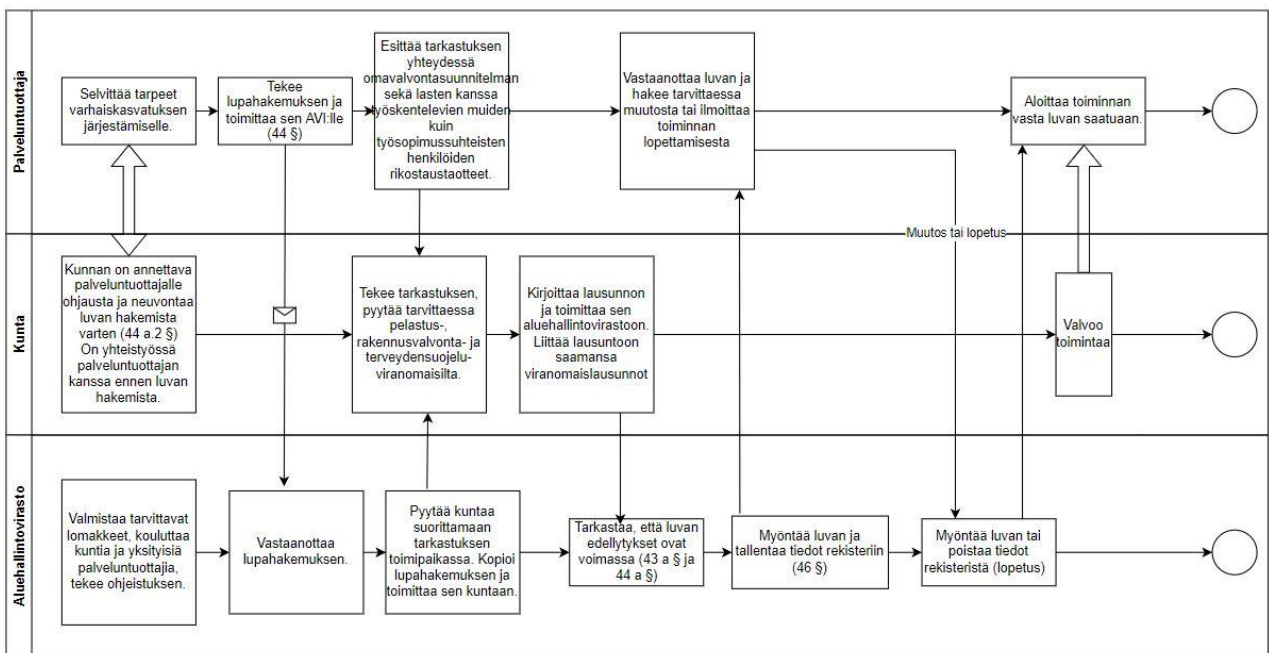 Palveluntuottaja
Selvittää tarpeet
varhaiskasvatuksen
järjestämiselle.
Tekee
lupahakemuksen ja
toimittaa sen AVI:lle
(44 §)
Esittää tarkastuksen
yhteydessä
omavalvontasuunnitelman
sekä lasten kanssa
työskentelevien muiden
kuin
työsopimussuhteisten
henkilöiden
rikostaustaotteet.
Vastaanottaa luvan ja
hakee tarvittaessa
muutosta tai ilmoittaa
toiminnan
lopettamisesta
Aloittaa toiminnan
vasta luvan saatuaan.
Muutos tai lopetus
Kunta
Kunnan on annettava
palveluntuottajalle
ohjausta ja neuvontaa
luvan hakemista
varten (44 a.2 §)
On yhteistyössä
palveluntuottajan
kanssa ennen luvan
hakemista.
Tekee tarkastuksen,
pyytää tarvittaessa
pelastus-,
rakennusvalvonta- ja
terveydensuojelu-
viranomaisilta.
Kirjoittaa lausunnon
ja toimittaa sen
aluehallintovirastoon.
Liittää lausuntoon
saamansa
viranomaislausunnot
Valvoo
toimintaa
Aluehallintovirasto
Valmistaa tarvittavat
lomakkeet, kouluttaa
kuntia ja yksityisiä
palveluntuottajia,
tekee ohjeistuksen.
Vastaanottaa
lupahakemuksen.
Pyytää kuntaa
suorittamaan
tarkastuksen
toimipaikassa. Kopioi
lupahakemuksen ja
toimittaa sen kuntaan.
Tarkastaa, että luvan
edellytykset ovat
voimassa (43 a § ja
44 a §)
Myöntää luvan ja
tallentaa tiedot rekisteriin
(46 §)
Myöntää luvan tai
poistaa tiedot
rekisteristä (lopetus)